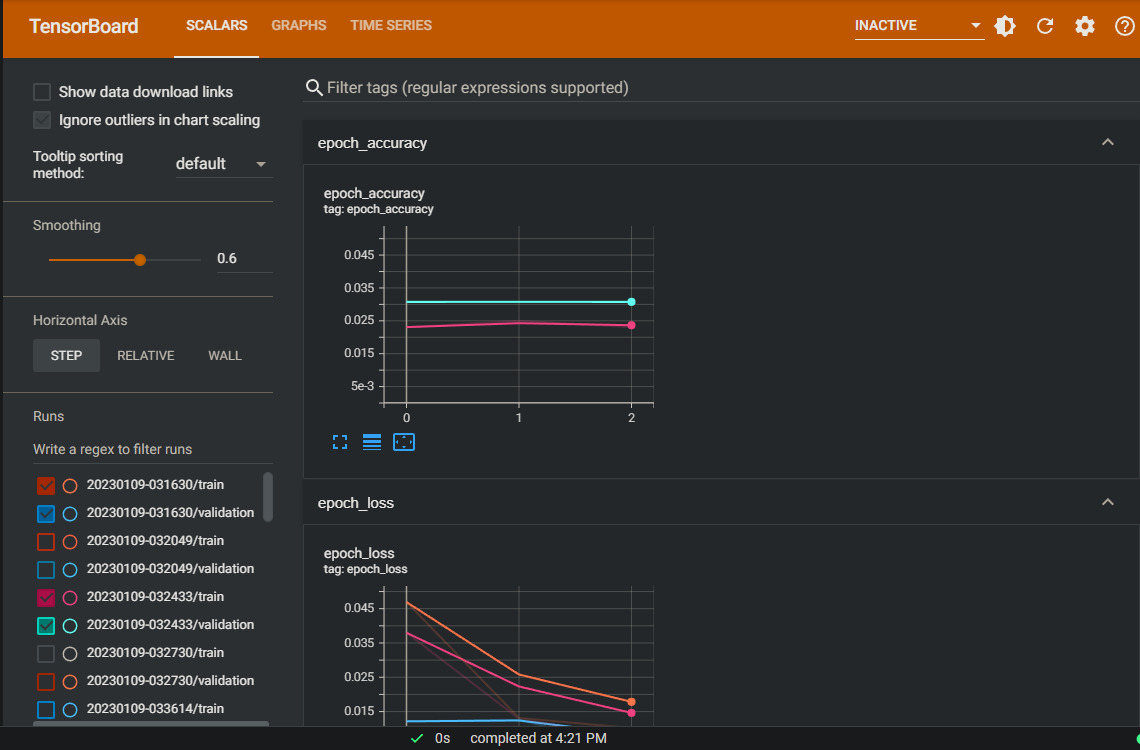 TensorBoard SCALARS GRAPHS TIME SERIES INACTIVE
Show data download links
Ignore outliers in chart scaling
Tooltip sorting
method:
default
Smoothing
0.6
Horizontal Axis
STEP RELATIVE WALL
Runs
Write a regex to filter runs
20230109-031630/train
20230109-031630/validation
20230109-032049/train
20230109-032049/validation
20230109-032433/train
20230109-032433/validation
20230109-032730/train
20230109-032730/validation
20230109-033614/train
Filter tags (regular expressions supported)
epoch_accuracy
epoch_accuracy
tag: epoch_accuracy
0.045
0.035
0.025
0.015
5e-3
0 1 2
epoch_loss
epoch_loss
tag: epoch_loss
0.045
0.035
0.025
0.015
0s completed at 4:21 PM